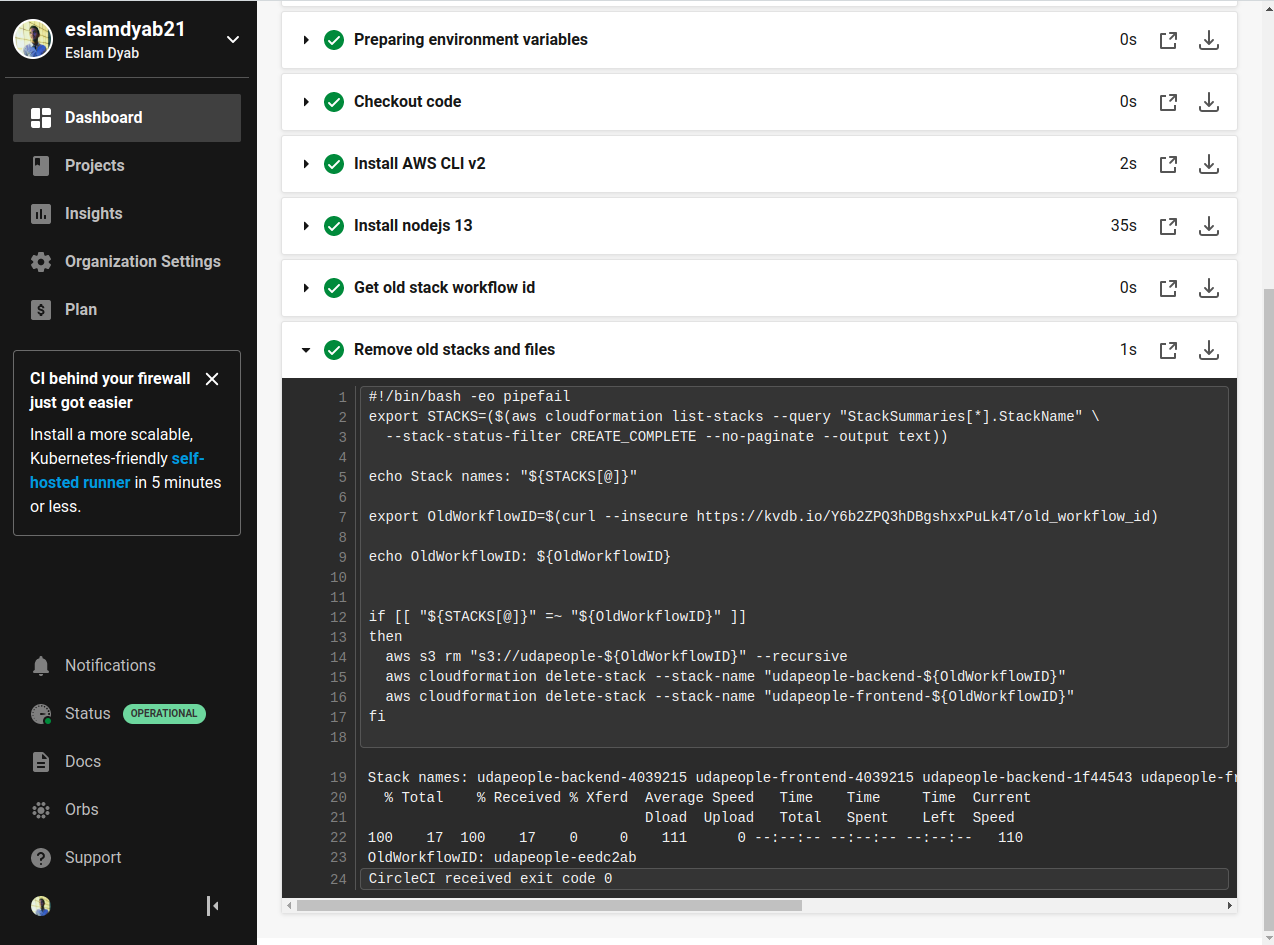 eslamdyab21
Eslam Dyab
Dashboard
Projects
Insights
Organization Settings
Plan
CI behind your firewall
just got easier
Install a more scalable,
Kubernetes-friendly self-
hosted runner in 5 minutes
or less.
Notifications
Status OPERATIONAL
Docs
Orbs
Support
Preparing environment variables 0s
Checkout code 0s
Install AWS CLI v2 2s
Install nodejs 13 35s
Get old stack workflow id 0s
Remove old stacks and files 1s
1 #!/bin/bash -eo pipefail
2 export STACKS=($(aws cloudformation list-stacks --query "StackSummaries[*].StackName" \
3   --stack-status-filter CREATE_COMPLETE --no-paginate --output text))
4
5 echo Stack names: "${STACKS[@]}"
6
7 export OldWorkflowID=$(curl --insecure https://kvdb.io/Y6b2ZPQ3hDBgshxxPuLk4T/old_workflow_id)
8
9 echo OldWorkflowID: ${OldWorkflowID}
10
11
12 if [[ "${STACKS[@]}" =~ "${OldWorkflowID}" ]]
13 then
14   aws s3 rm "s3://udapeople-${OldWorkflowID}" --recursive
15   aws cloudformation delete-stack --stack-name "udapeople-backend-${OldWorkflowID}"
16   aws cloudformation delete-stack --stack-name "udapeople-frontend-${OldWorkflowID}"
17 fi
18
19 Stack names: udapeople-backend-4039215 udapeople-frontend-4039215 udapeople-backend-1f44543 udapeople-fr
20   % Total    % Received % Xferd  Average Speed   Time    Time     Time  Current
21                                  Dload  Upload   Total   Spent    Left  Speed
22 100    17  100    17    0     0    111      0 --:--:-- --:--:-- --:--:--   110
23 OldWorkflowID: udapeople-eedc2ab
24 CircleCI received exit code 0